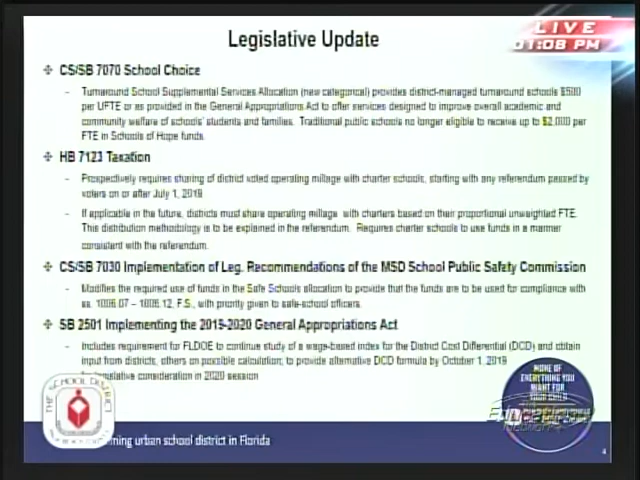 LIVE
01:08 PM
Legislative Update
CS/SB 7070 School Choice
– Turnaround School Supplemental Services Allocation (new categorical) provides district-managed turnaround schools $500
per UFTE or as provided in the General Appropriations Act to offer services designed to improve overall academic and
community welfare of schools' students and families. Traditional public schools no longer eligible to receive up to $2,000 per
FTE in Schools of Hope funds.
HB 7123 Taxation
– Prospectively requires sharing of district voted operating millage with charter schools, starting with any referendum passed by
voters on or after July 1, 2019
– If applicable in the future, districts must share operating millage with charters based on their proportional unweighted FTE.
This distribution methodology is to be explained in the referendum. Requires charter schools to use funds in a manner
consistent with the referendum.
CS/SB 7030 Implementation of Leg. Recommendations of the MSD School Public Safety Commission
– Modifies the required use of funds in the Safe Schools allocation to provide that the funds are to be used for compliance with
ss. 1006.07 – 1006.12, F.S., with priority given to safe-school officers.
SB 2501 Implementing the 2019-2020 General Appropriations Act
– Includes requirement for FLDOE to continue study of a wage-based index for the District Cost Differential (DCD) and obtain
input from districts, others on possible calculation; to provide alternative DCD formula by October 1, 2019
legislative consideration in 2020 session
THE SCHOOL DISTRICT
urban school district in Florida
MORE OF
EVERYTHING YOU
WANT FOR
YOUR CHILD
4